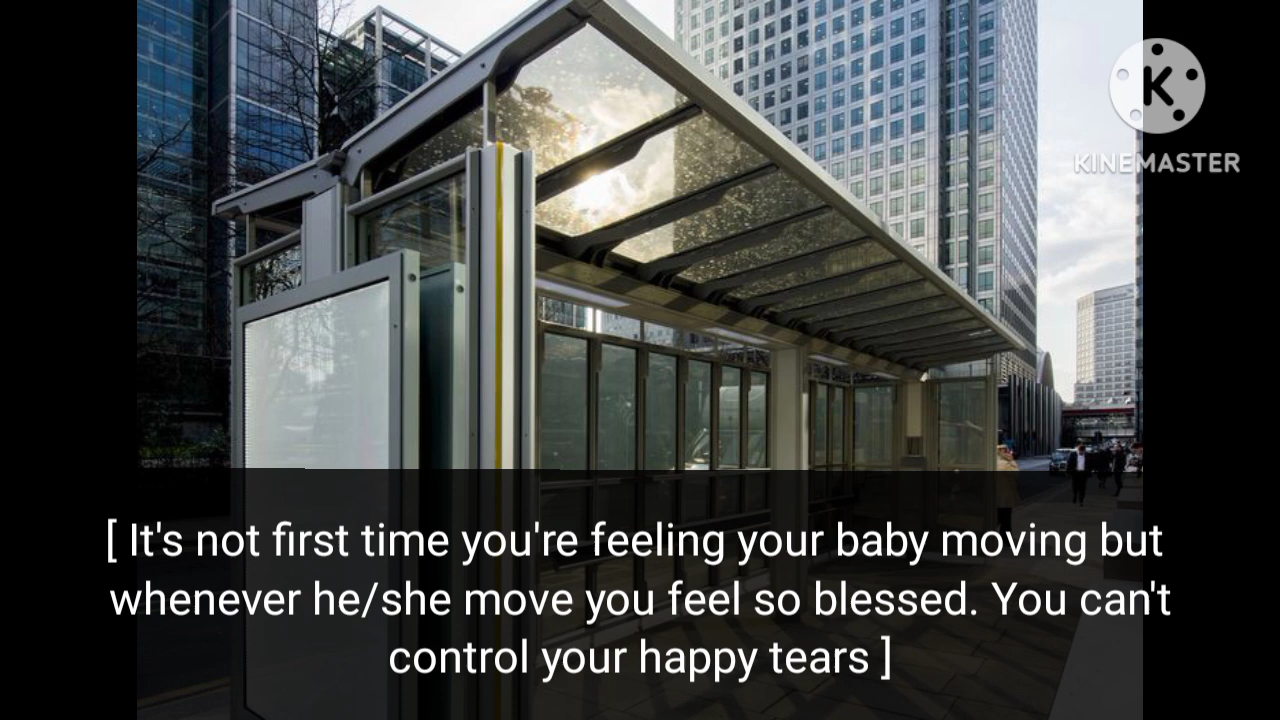 K
KINEMASTER
[ It's not first time you're feeling your baby moving but
whenever he/she move you feel so blessed. You can't
control your happy tears ]